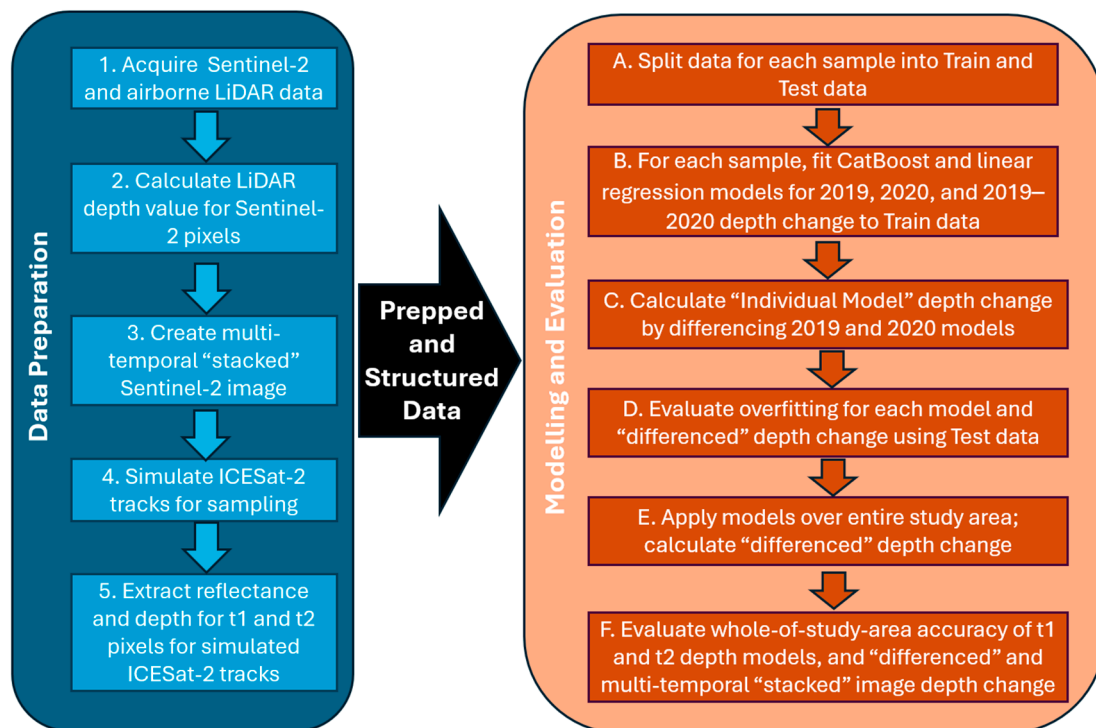 Data Preparation
1. Acquire Sentinel-2
and airborne LiDAR data
2. Calculate LiDAR
depth value for Sentinel-
2 pixels
3. Create multi-
temporal “stacked”
Sentinel-2 image
4. Simulate ICESat-2
tracks for sampling
5. Extract reflectance
and depth for t1 and t2
pixels for simulated
ICESat-2 tracks
Prepped
and
Structured
Data
Modelling and Evaluation
A. Split data for each sample into Train and
Test data
B. For each sample, fit CatBoost and linear
regression models for 2019, 2020, and 2019–
2020 depth change to Train data
C. Calculate “Individual Model” depth change
by differencing 2019 and 2020 models
D. Evaluate overfitting for each model and
“differenced” depth change using Test data
E. Apply models over entire study area;
calculate “differenced” depth change
F. Evaluate whole-of-study-area accuracy of t1
and t2 depth models, and “differenced” and
multi-temporal “stacked” image depth change